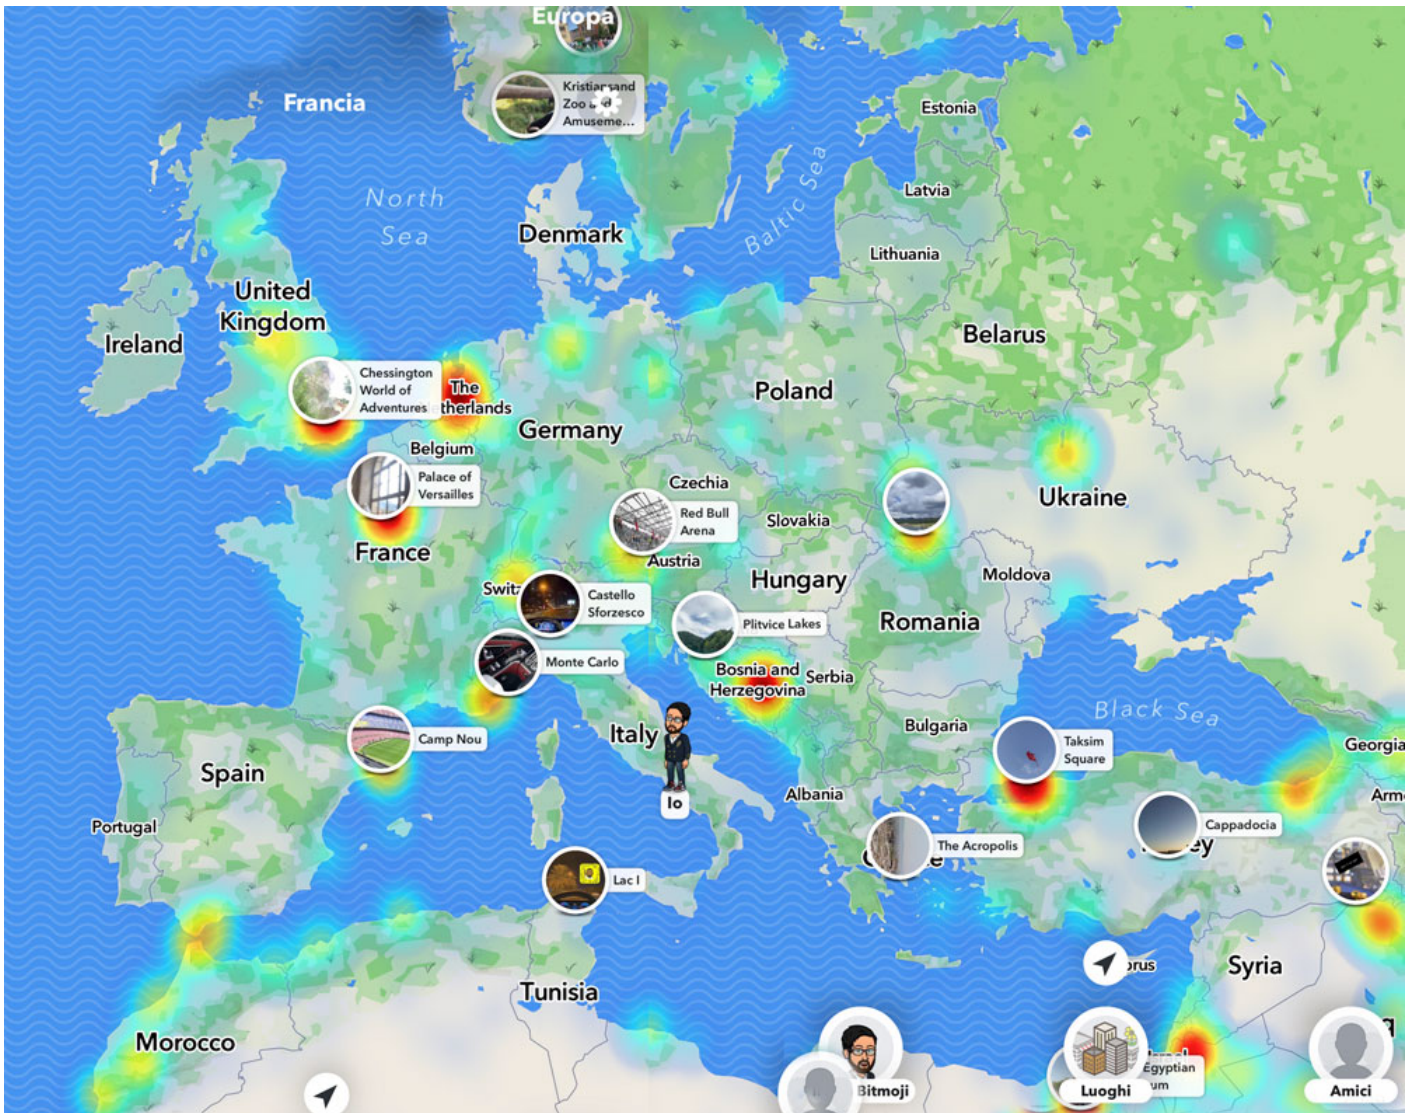 Europa
Kristiansand
Zoo and
Amuseme...
Francia
Estonia
North
Sea
Baltic Sea
Latvia
Denmark
Lithuania
United
Kingdom
Ireland
Belarus
Chessington
World of
Adventures
The
Netherlands
Poland
Germany
Belgium
Palace of
Versailles
Czechia
Ukraine
Red Bull
Arena
Slovakia
France
Austria
Moldova
Hungary
Castello
Sforzesco
Plitvice Lakes
Romania
Monte Carlo
Bosnia and
Herzegovina
Serbia
Black Sea
Bulgaria
Camp Nou
Italy
Taksim
Square
Georgia
Spain
Io
Albania
Portugal
Cappadocia
The Acropolis
Lac 1
Syria
Tunisia
Morocco
Egyptian
Bitmoji
Luoghi
Amici